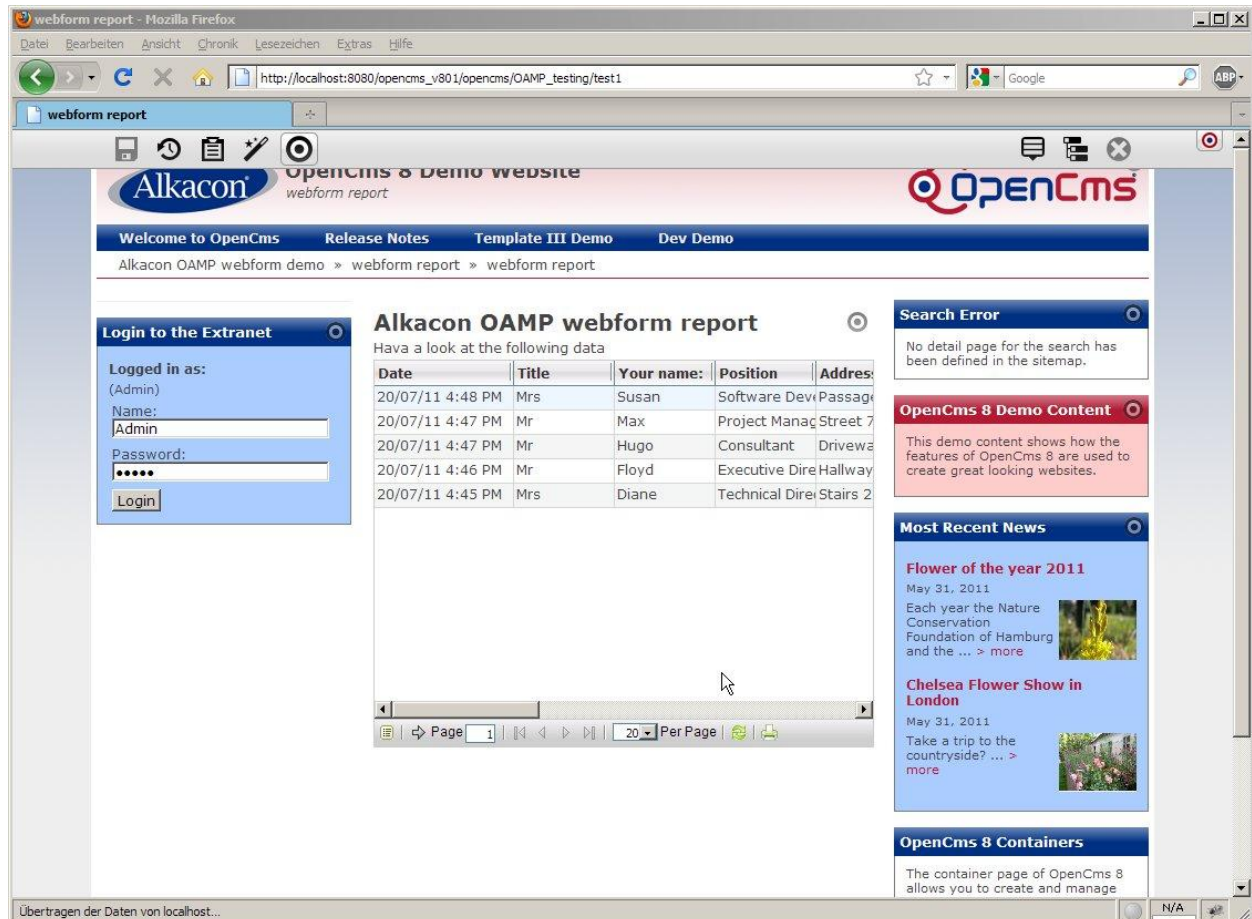 webform report - Mozilla Firefox
Datei Bearbeiten Ansicht Chronik Lesezeichen Extras Hilfe
http://localhost:8080/opencms_v801/opencms/OAMP_testing/test1
Google
ABP
webform report
Alkacon
OpenCms 8 Demo Website
webform report
OpenCms
Welcome to OpenCms Release Notes Template III Demo Dev Demo
Alkacon OAMP webform demo » webform report » webform report
Login to the Extranet
Logged in as:
(Admin)
Name:
Admin
Password:
•••••
Login
Alkacon OAMP webform report
Hava a look at the following data
Date Title Your name: Position Address
20/07/11 4:48 PM Mrs Susan Software Deve Passage
20/07/11 4:47 PM Mr Max Project Manag Street 7
20/07/11 4:47 PM Mr Hugo Consultant Drivewa
20/07/11 4:46 PM Mr Floyd Executive Dire Hallway
20/07/11 4:45 PM Mrs Diane Technical Dire Stairs 2
Page 1 20 Per Page
Search Error
No detail page for the search has
been defined in the sitemap.
OpenCms 8 Demo Content
This demo content shows how the
features of OpenCms 8 are used to
create great looking websites.
Most Recent News
Flower of the year 2011
May 31, 2011
Each year the Nature
Conservation
Foundation of Hamburg
and the ... > more
Chelsea Flower Show in
London
May 31, 2011
Take a trip to the
countryside? ... >
more
OpenCms 8 Containers
The container page of OpenCms 8
allows you to create and manage
Übertragen der Daten von localhost...
N/A